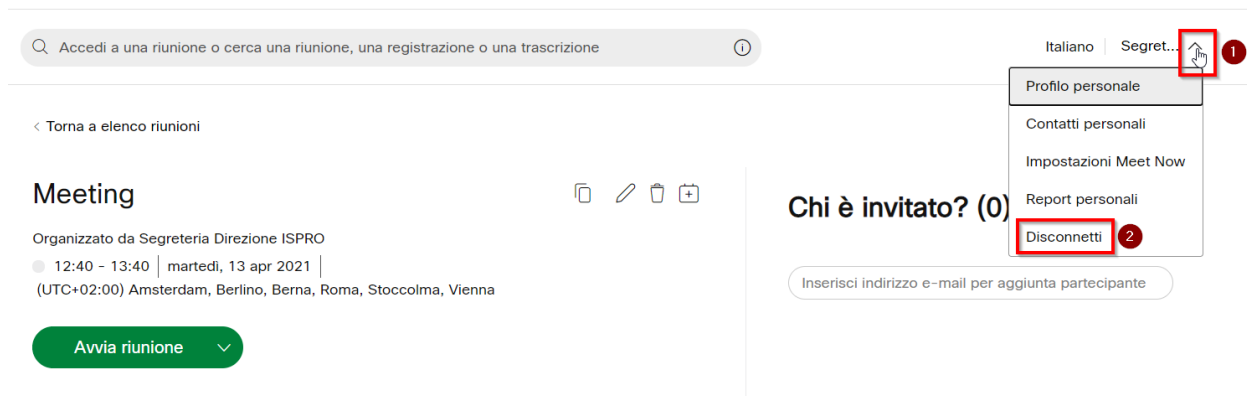 Accedi a una riunione o cerca una riunione, una registrazione o una trascrizione
Italiano
Segret...
1
Profilo personale
Contatti personali
Impostazioni Meet Now
Report personali
Disconnetti
2
< Torna a elenco riunioni
Meeting
Organizzato da Segreteria Direzione ISPRO
12:40 - 13:40 | martedì, 13 apr 2021 |
(UTC+02:00) Amsterdam, Berlino, Berna, Roma, Stoccolma, Vienna
Avvia riunione
Chi è invitato? (0)
Inserisci indirizzo e-mail per aggiunta partecipante